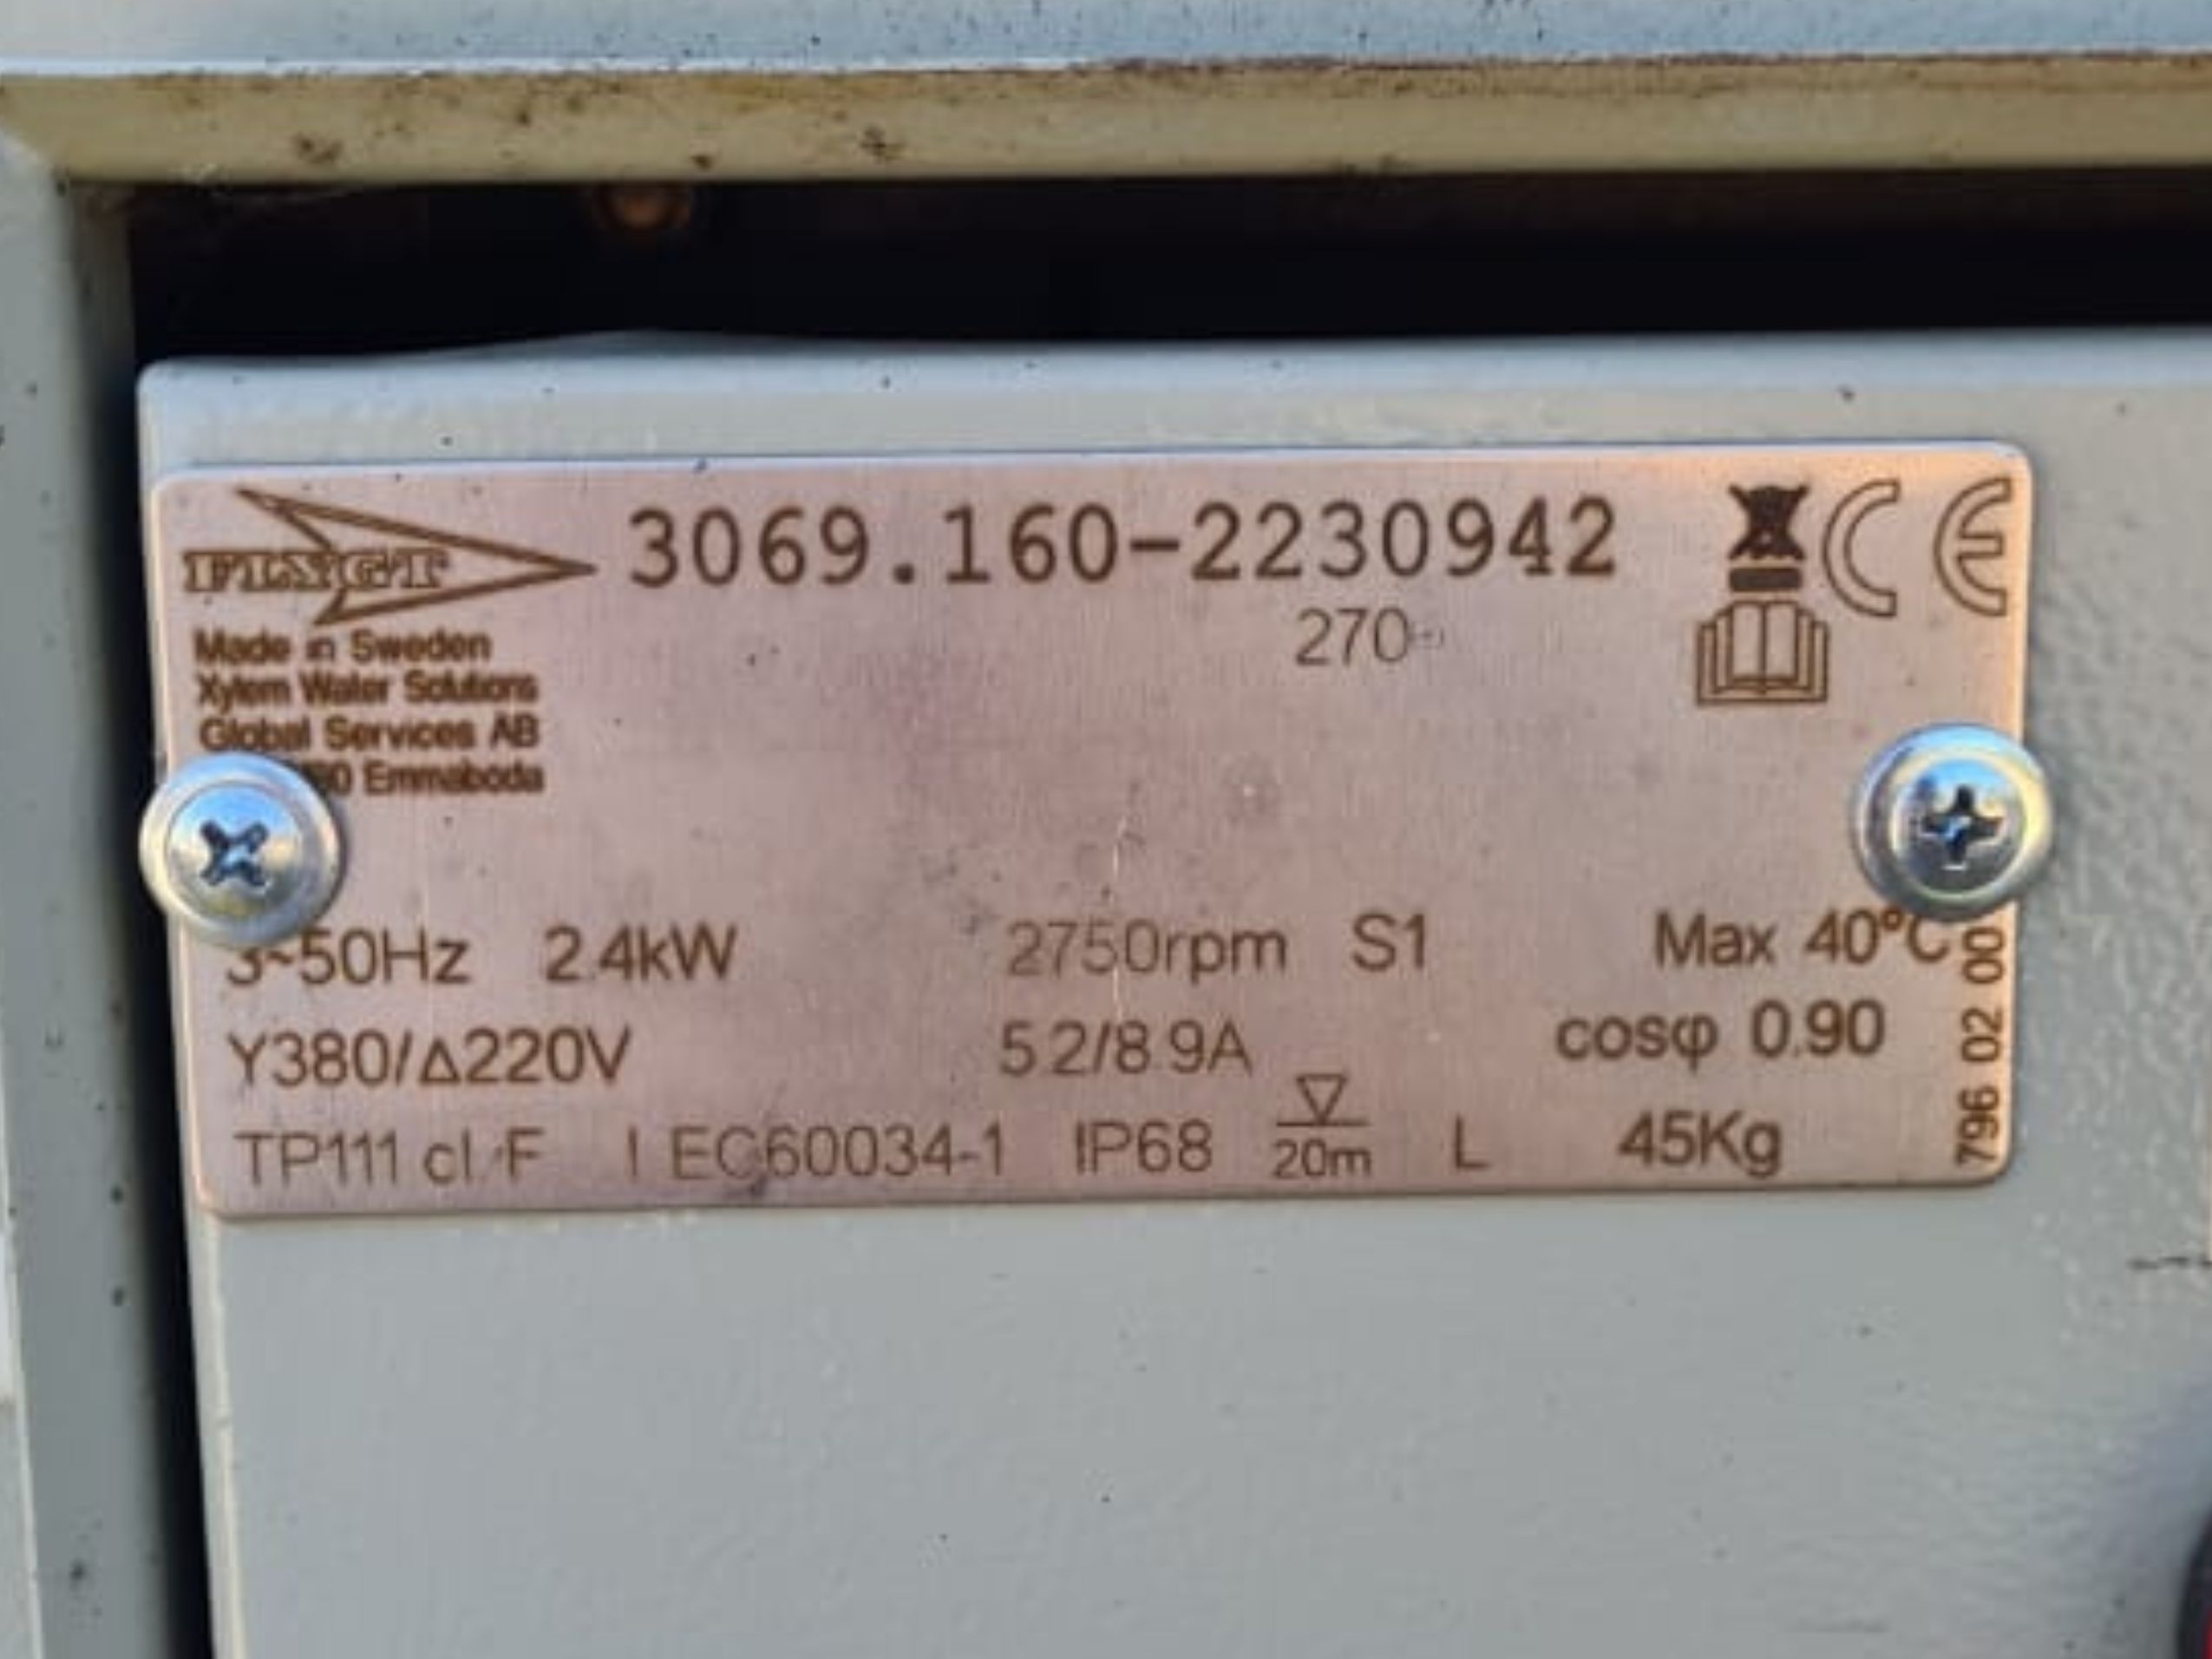 FLYGT 3069.160-2230942
270
Made in Sweden
Xylem Water Solutions
Global Services AB
Emmaboda
3~50Hz 2.4kW 2750rpm S1 Max 40°C
Y380/Δ220V 5.2/8.9A cosφ 0.90
TP111 cl. F IEC60034-1 IP68 20m L 45Kg
796 02 00
CE